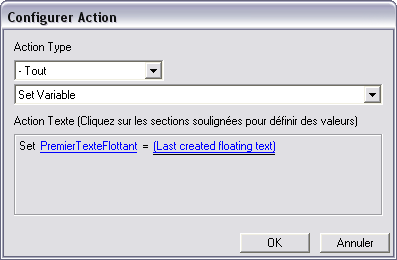 Configurer Action
Action Type
- Tout
Set Variable
Action Texte (Cliquez sur les sections soulignées pour définir des valeurs)
Set PremierTexteFlottant = (Last created floating text)
OK
Annuler